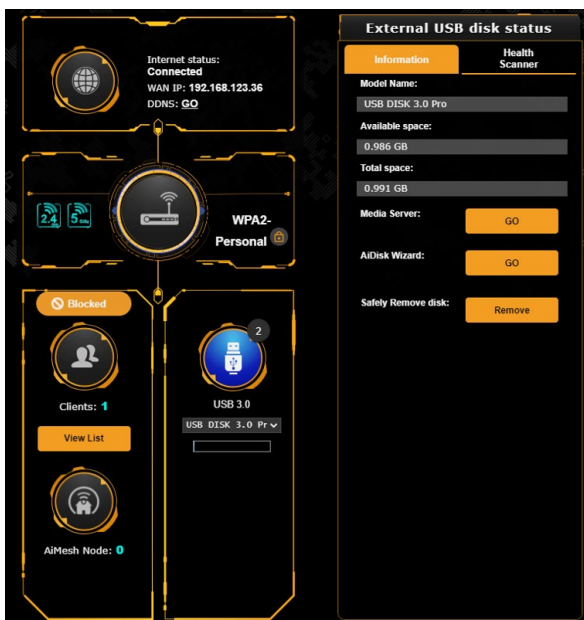 Internet status:
Connected
WAN IP: 192.168.123.36
DDNS: GO
2.4
5
GHz
WPA2-
Personal
Blocked
Clients: 1
View List
AiMesh Node: 0
2
USB 3.0
USB DISK 3.0 Pr
External USB disk status
Information
Health
Scanner
Model Name:
USB DISK 3.0 Pro
Available space:
0.986 GB
Total space:
0.991 GB
Media Server:
GO
AiDisk Wizard:
GO
Safely Remove disk:
Remove